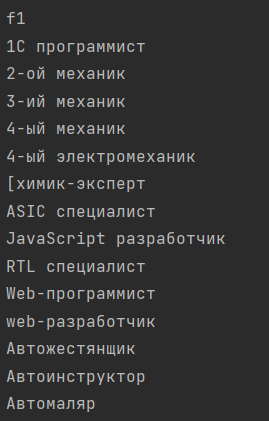 f1
1С программист
2-ой механик
3-ий механик
4-ый механик
4-ый электромеханик
[химик-эксперт
ASIC специалист
JavaScript разработчик
RTL специалист
Web-программист
web-разработчик
Автожестянщик
Автоинструктор
Автомаляр